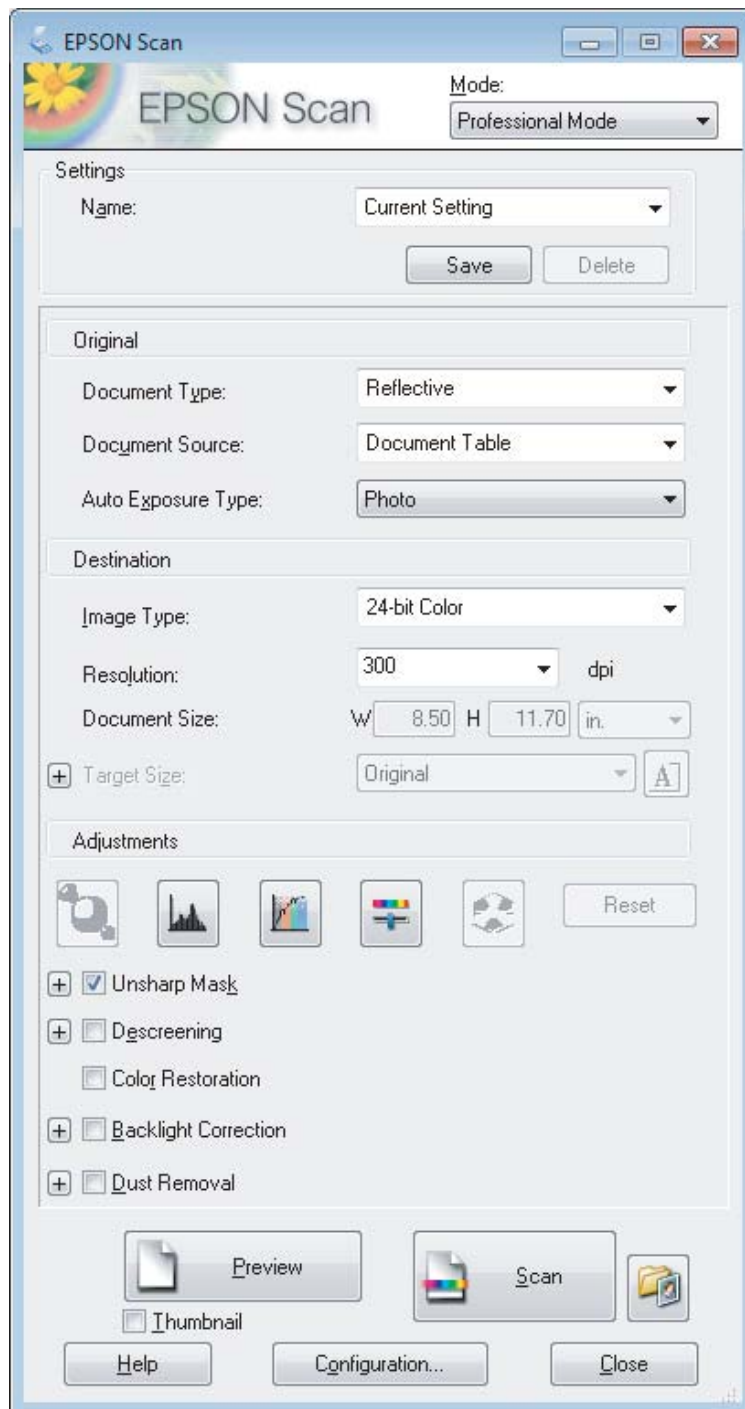 EPSON Scan
EPSON Scan
Mode:
Professional Mode
Settings
Name:
Current Setting
Save
Delete
Original
Document Type:
Reflective
Document Source:
Document Table
Auto Exposure Type:
Photo
Destination
Image Type:
24-bit Color
Resolution:
300
dpi
Document Size:
W 8.50 H 11.70 in.
Target Size:
Original
A
Adjustments
Reset
Unsharp Mask
Descreening
Color Restoration
Backlight Correction
Dust Removal
Preview
Scan
Thumbnail
Help
Configuration...
Close